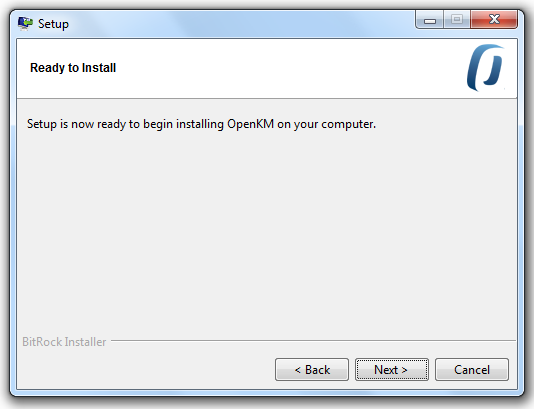 Setup
Ready to Install
Setup is now ready to begin installing OpenKM on your computer.
BitRock Installer
< Back
Next >
Cancel